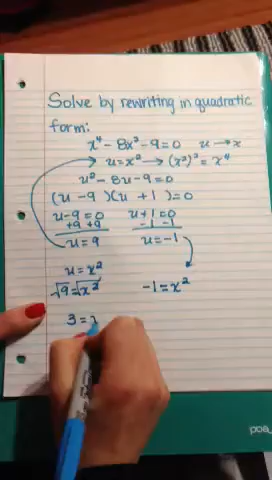 Solve by rewriting in quadratic
form:
x⁴ - 8x² - 9 = 0 u → x
u = x² → (x²)² = x⁴
u² - 8u - 9 = 0
(u - 9)(u + 1) = 0
u - 9 = 0 u + 1 = 0
+9 +9 -1 -1
u = 9 u = -1
u = x²
√9 = √x² -1 = x²
3 = x